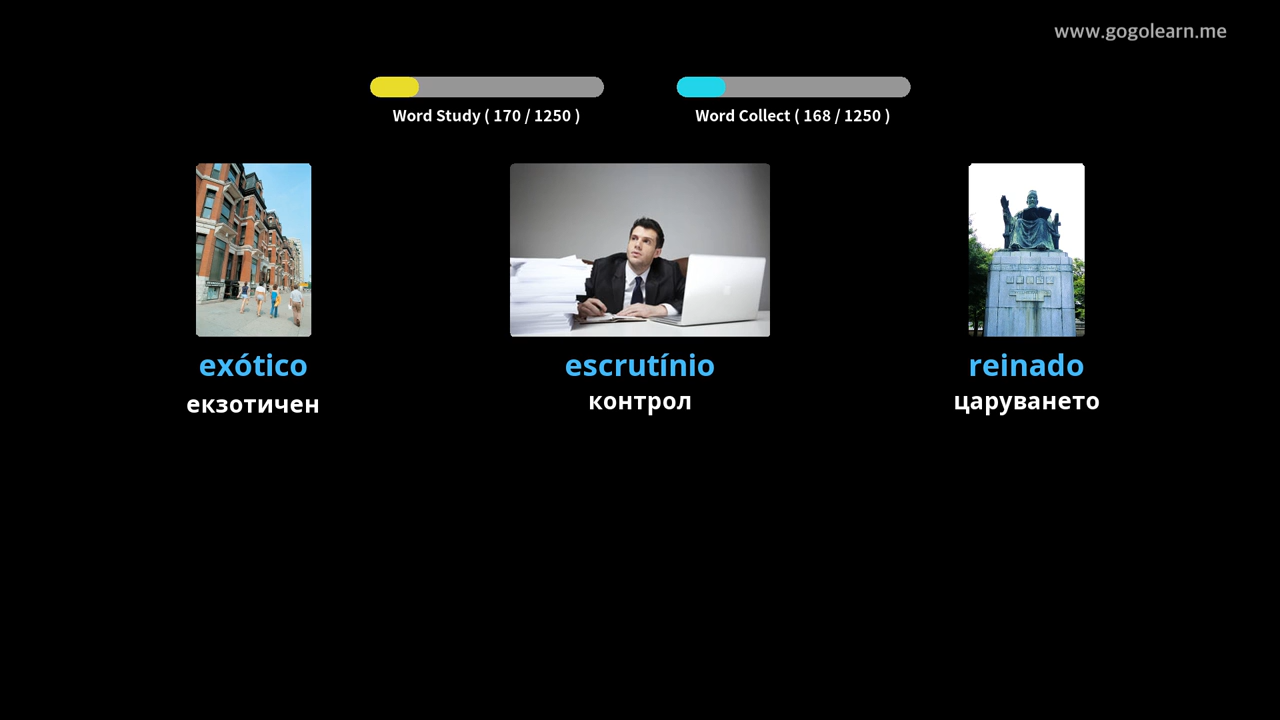 www.gogolearn.me
Word Study ( 170 / 1250 )
Word Collect ( 168 / 1250 )
exótico
екзотичен
escrutínio
контрол
reinado
царуването